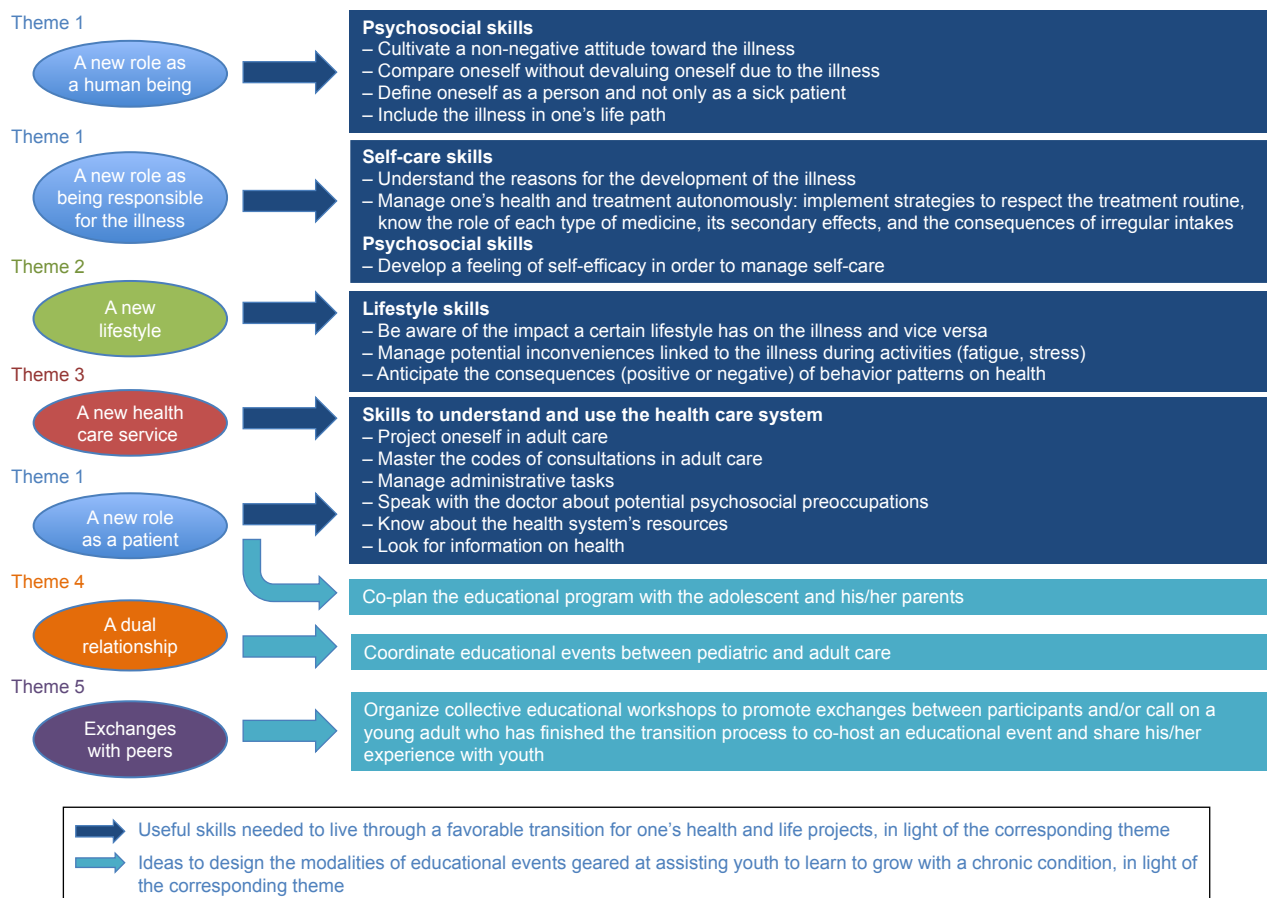 Theme 1
A new role as
a human being
Psychosocial skills
– Cultivate a non-negative attitude toward the illness
– Compare oneself without devaluing oneself due to the illness
– Define oneself as a person and not only as a sick patient
– Include the illness in one's life path
Theme 1
A new role as
being responsible
for the illness
Self-care skills
– Understand the reasons for the development of the illness
– Manage one's health and treatment autonomously: implement strategies to respect the treatment routine,
know the role of each type of medicine, its secondary effects, and the consequences of irregular intakes
Psychosocial skills
– Develop a feeling of self-efficacy in order to manage self-care
Theme 2
A new
lifestyle
Lifestyle skills
– Be aware of the impact a certain lifestyle has on the illness and vice versa
– Manage potential inconveniences linked to the illness during activities (fatigue, stress)
– Anticipate the consequences (positive or negative) of behavior patterns on health
Theme 3
A new health
care service
Skills to understand and use the health care system
– Project oneself in adult care
– Master the codes of consultations in adult care
– Manage administrative tasks
– Speak with the doctor about potential psychosocial preoccupations
– Know about the health system's resources
– Look for information on health
Theme 1
A new role
as a patient
Co-plan the educational program with the adolescent and his/her parents
Theme 4
A dual
relationship
Coordinate educational events between pediatric and adult care
Theme 5
Exchanges
with peers
Organize collective educational workshops to promote exchanges between participants and/or call on a
young adult who has finished the transition process to co-host an educational event and share his/her
experience with youth
Useful skills needed to live through a favorable transition for one's health and life projects, in light of the corresponding theme
Ideas to design the modalities of educational events geared at assisting youth to learn to grow with a chronic condition, in light of
the corresponding theme